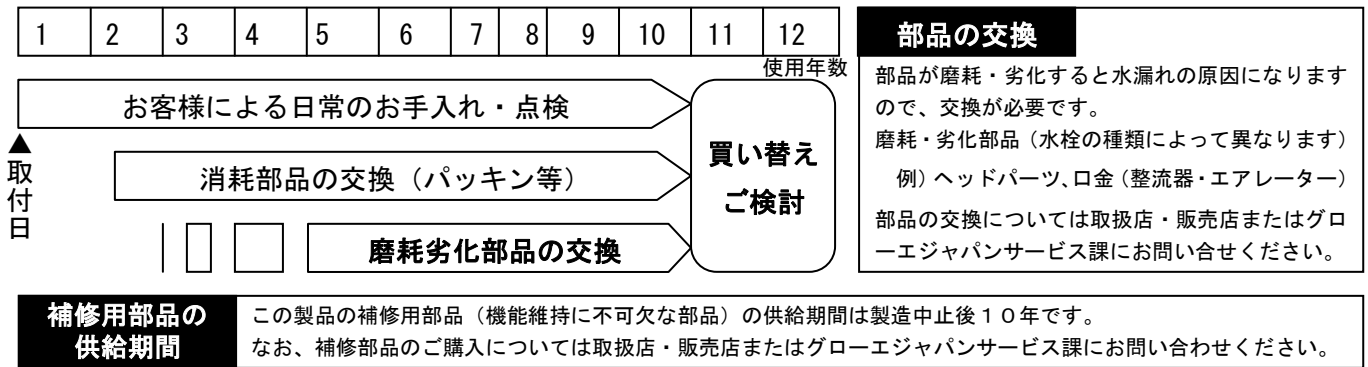 1 2 3 4 5 6 7 8 9 10 11 12
使用年数
お客様による日常のお手入れ・点検
▲取付日
消耗部品の交換（パッキン等）
磨耗劣化部品の交換
買い替え
ご検討
部品の交換
部品が磨耗・劣化すると水漏れの原因になります
ので、交換が必要です。
磨耗・劣化部品（水栓の種類によって異なります）
例）ヘッドパーツ、口金（整流器・エアレーター）
部品の交換については取扱店・販売店またはグロ
ーエジャパンサービス課にお問い合せください。
補修用部品の
供給期間
この製品の補修用部品（機能維持に不可欠な部品）の供給期間は製造中止後１０年です。
なお、補修部品のご購入については取扱店・販売店またはグローエジャパンサービス課にお問い合わせください。